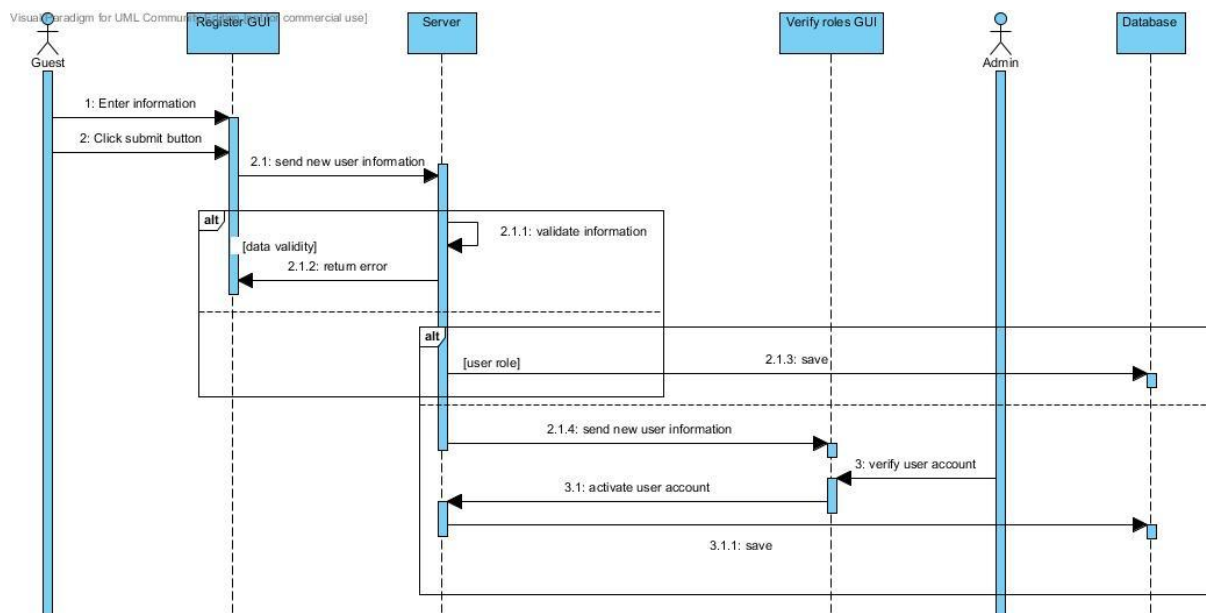 Visual Paradigm for UML Community Edition [not for commercial use]
Register GUI
Server
Verify roles GUI
Database
Guest
Admin
1: Enter information
2: Click submit button
2.1: send new user information
alt
2.1.1: validate information
[data validity]
2.1.2: return error
alt
[user role]
2.1.3: save
2.1.4: send new user information
3: verify user account
3.1: activate user account
3.1.1: save